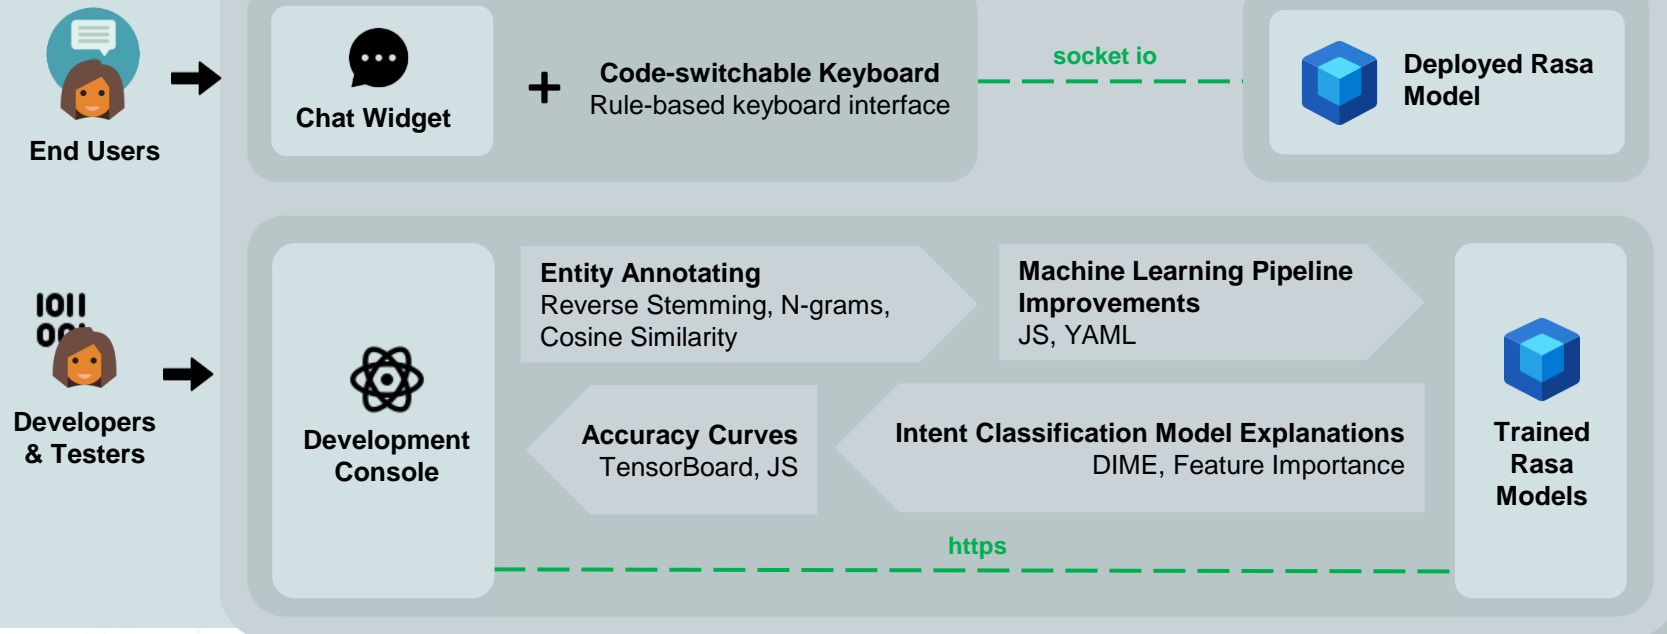 End Users
Chat Widget
+
Code-switchable Keyboard
Rule-based keyboard interface
socket io
Deployed Rasa
Model
1011
Developers
& Testers
Development
Console
Entity Annotating
Reverse Stemming, N-grams,
Cosine Similarity
Machine Learning Pipeline
Improvements
JS, YAML
Accuracy Curves
TensorBoard, JS
Intent Classification Model Explanations
DIME, Feature Importance
https
Trained
Rasa
Models